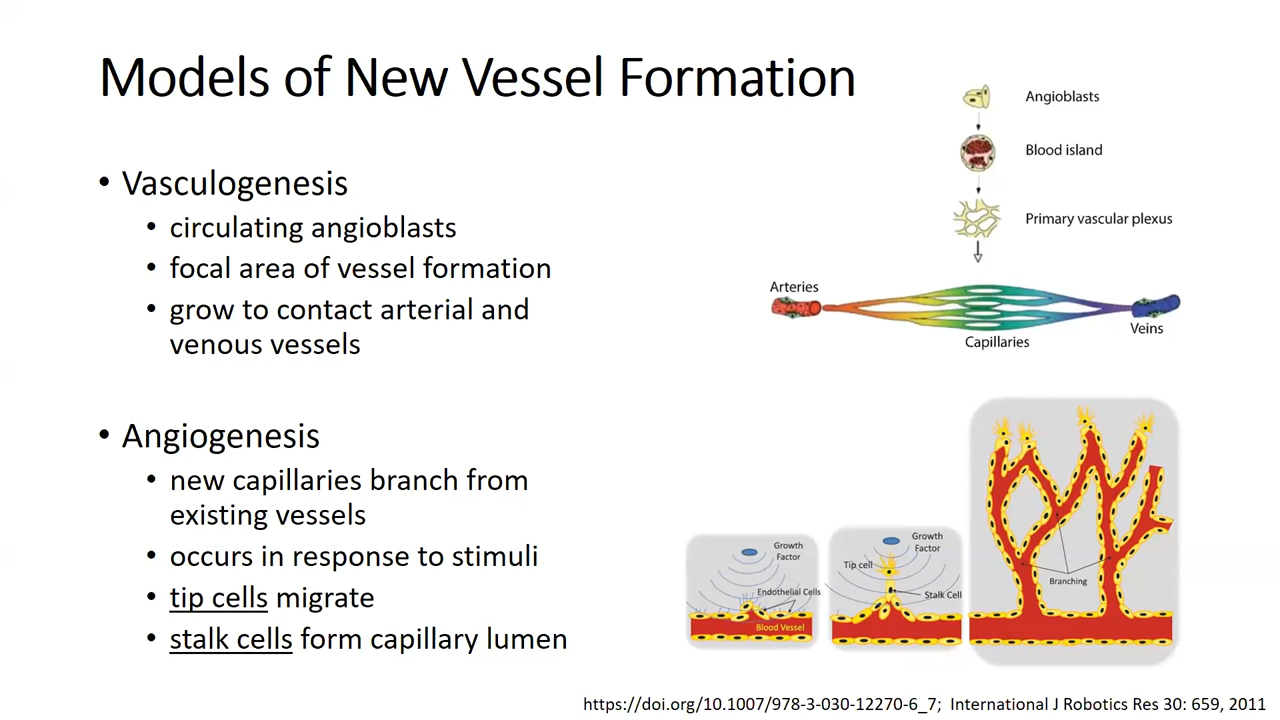 Models of New Vessel Formation
• Vasculogenesis
• circulating angioblasts
• focal area of vessel formation
• grow to contact arterial and
venous vessels
Angioblasts
Blood island
Primary vascular plexus
Arteries
Veins
Capillaries
• Angiogenesis
• new capillaries branch from
existing vessels
• occurs in response to stimuli
• tip cells migrate
• stalk cells form capillary lumen
Growth
Factor
Endothelial Cells
Blood Vessel
Growth
Factor
Tip cell
Stalk Cell
Branching
https://doi.org/10.1007/978-3-030-12270-6_7; International J Robotics Res 30: 659, 2011